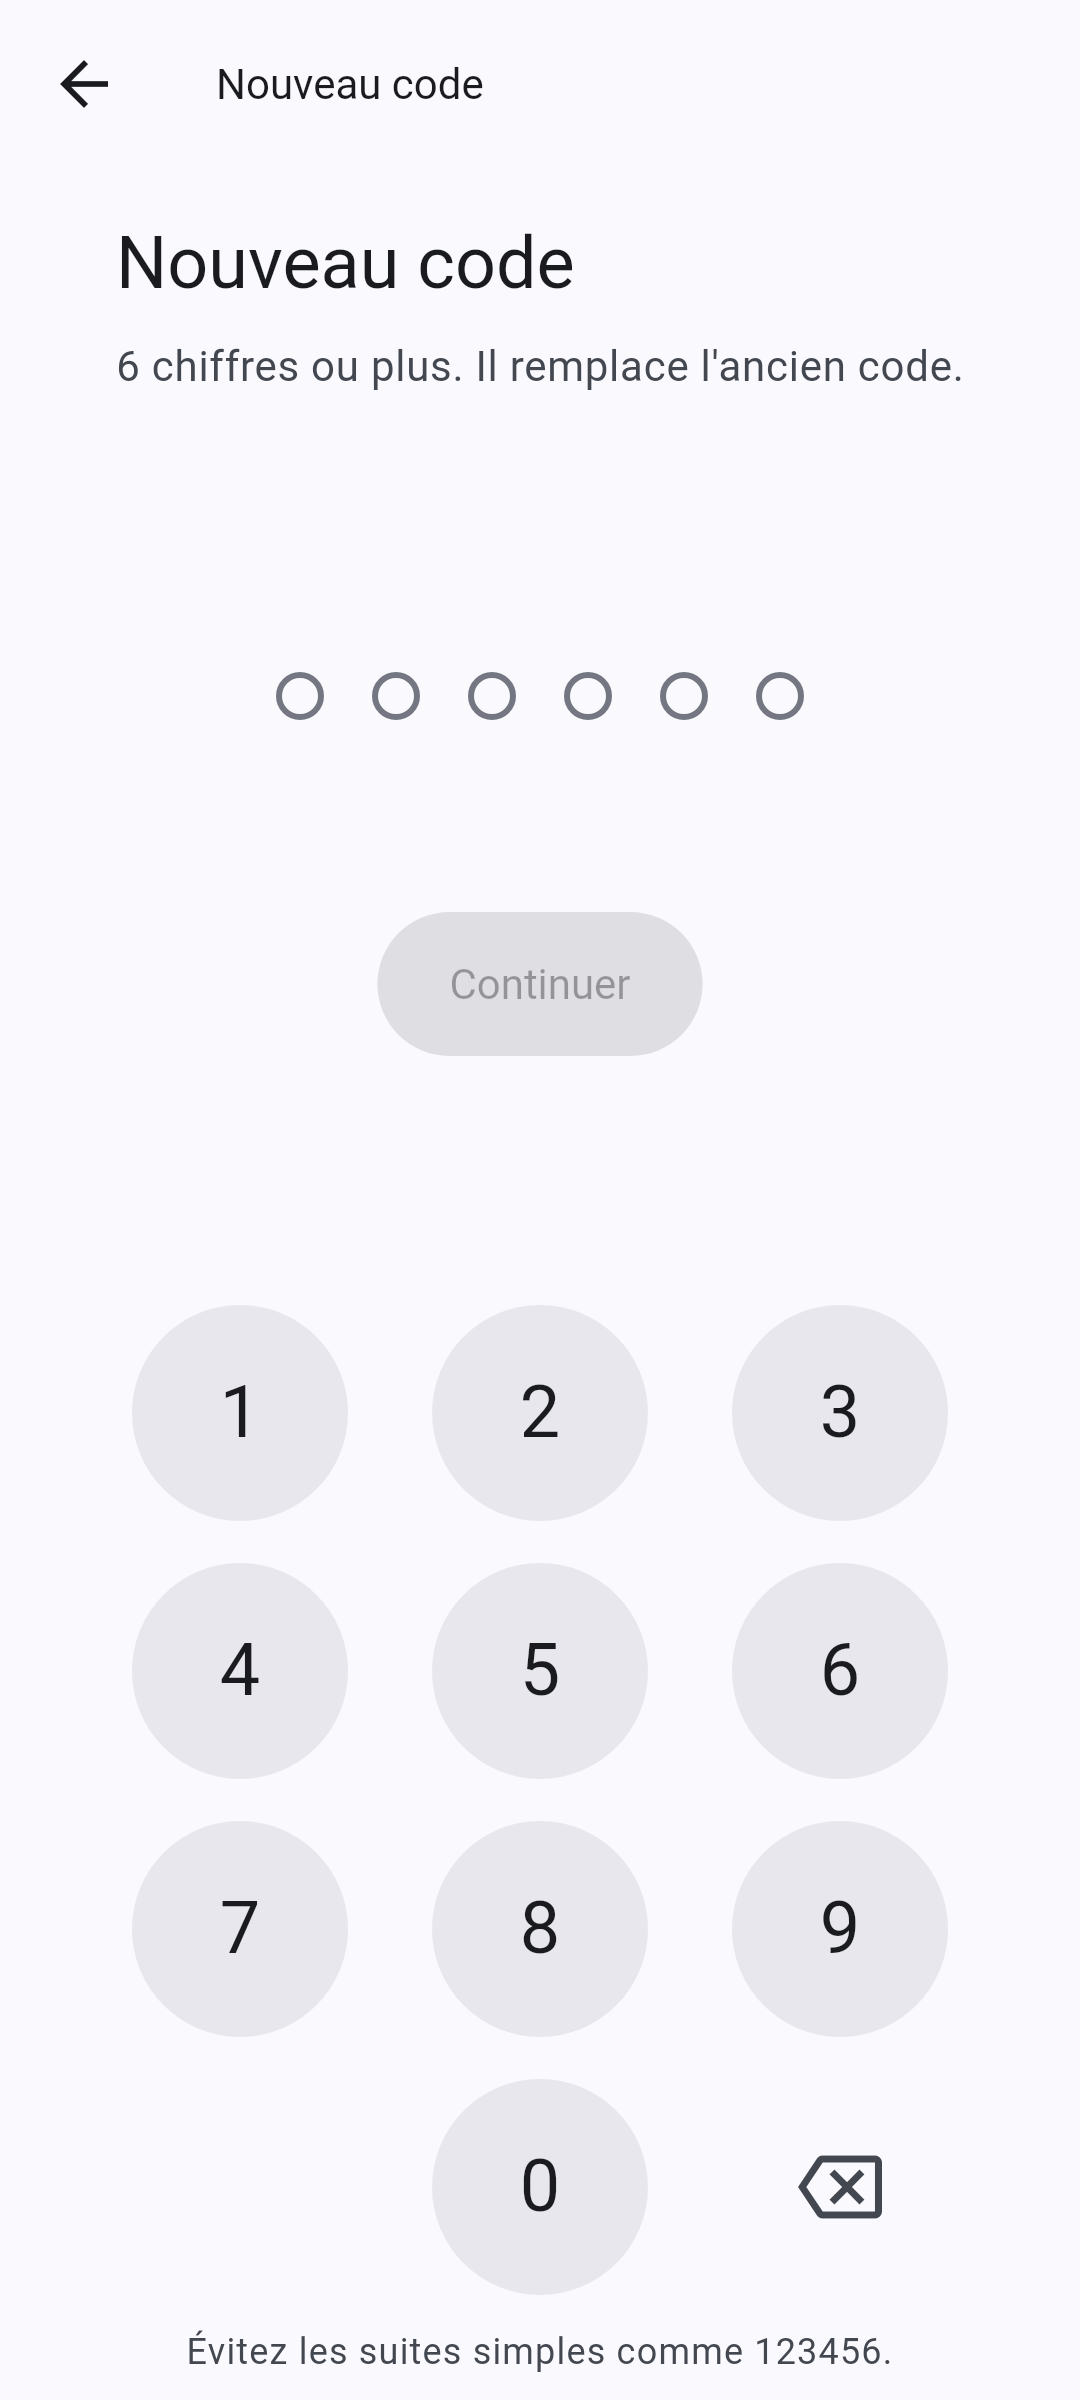 Nouveau code
Nouveau code
6 chiffres ou plus. Il remplace l'ancien code.
Continuer
1 2 3
4 5 6
7 8 9
0
Évitez les suites simples comme 123456.